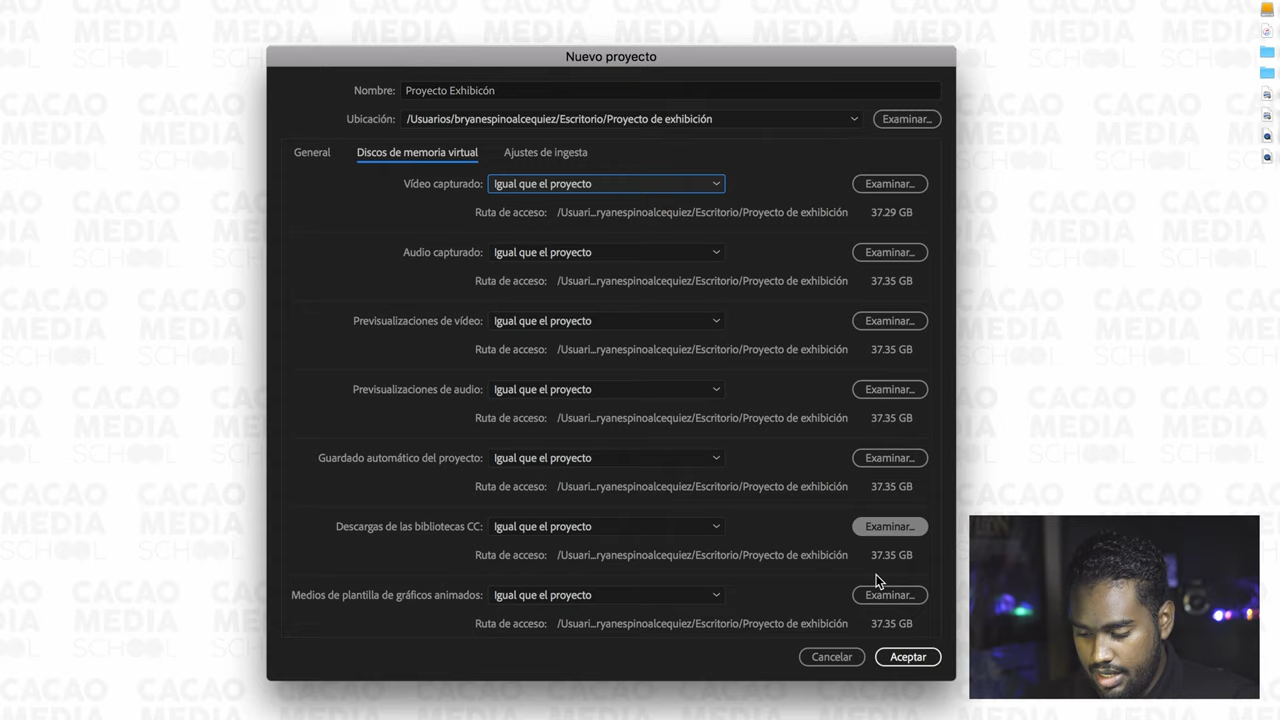 Nuevo proyecto
Nombre: Proyecto Exhibicón
Ubicación: /Usuarios/bryanespinoalcequiez/Escritorio/Proyecto de exhibición Examinar...
General Discos de memoria virtual Ajustes de ingesta
Vídeo capturado: Igual que el proyecto Examinar...
Ruta de acceso: /Usuari...ryanespinoalcequiez/Escritorio/Proyecto de exhibición 37.29 GB
Audio capturado: Igual que el proyecto Examinar...
Ruta de acceso: /Usuari...ryanespinoalcequiez/Escritorio/Proyecto de exhibición 37.35 GB
Previsualizaciones de vídeo: Igual que el proyecto Examinar...
Ruta de acceso: /Usuari...ryanespinoalcequiez/Escritorio/Proyecto de exhibición 37.35 GB
Previsualizaciones de audio: Igual que el proyecto Examinar...
Ruta de acceso: /Usuari...ryanespinoalcequiez/Escritorio/Proyecto de exhibición 37.35 GB
Guardado automático del proyecto: Igual que el proyecto Examinar...
Ruta de acceso: /Usuari...ryanespinoalcequiez/Escritorio/Proyecto de exhibición 37.35 GB
Descargas de las bibliotecas CC: Igual que el proyecto Examinar...
Ruta de acceso: /Usuari...ryanespinoalcequiez/Escritorio/Proyecto de exhibición 37.35 GB
Medios de plantilla de gráficos animados: Igual que el proyecto Examinar...
Ruta de acceso: /Usuari...ryanespinoalcequiez/Escritorio/Proyecto de exhibición 37.35 GB
Cancelar Aceptar
CACAO
MEDIA
SCHOOL